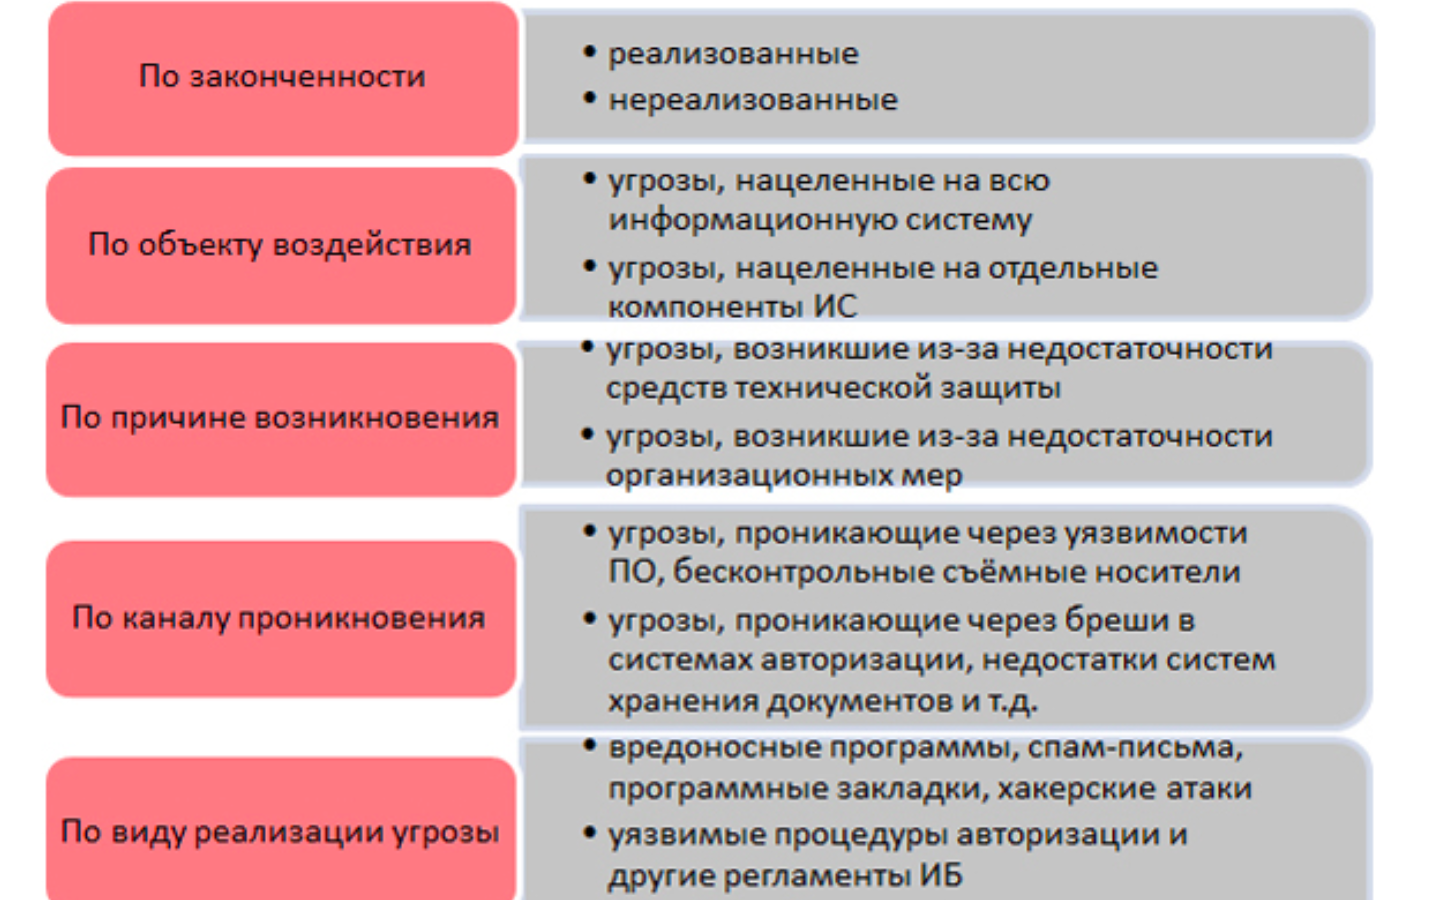 По законченности
• реализованные
• нереализованные
По объекту воздействия
• угрозы, нацеленные на всю
информационную систему
• угрозы, нацеленные на отдельные
компоненты ИС
По причине возникновения
• угрозы, возникшие из-за недостаточности
средств технической защиты
• угрозы, возникшие из-за недостаточности
организационных мер
По каналу проникновения
• угрозы, проникающие через уязвимости
ПО, бесконтрольные съёмные носители
• угрозы, проникающие через бреши в
системах авторизации, недостатки систем
хранения документов и т.д.
По виду реализации угрозы
• вредоносные программы, спам-письма,
программные закладки, хакерские атаки
• уязвимые процедуры авторизации и
другие регламенты ИБ